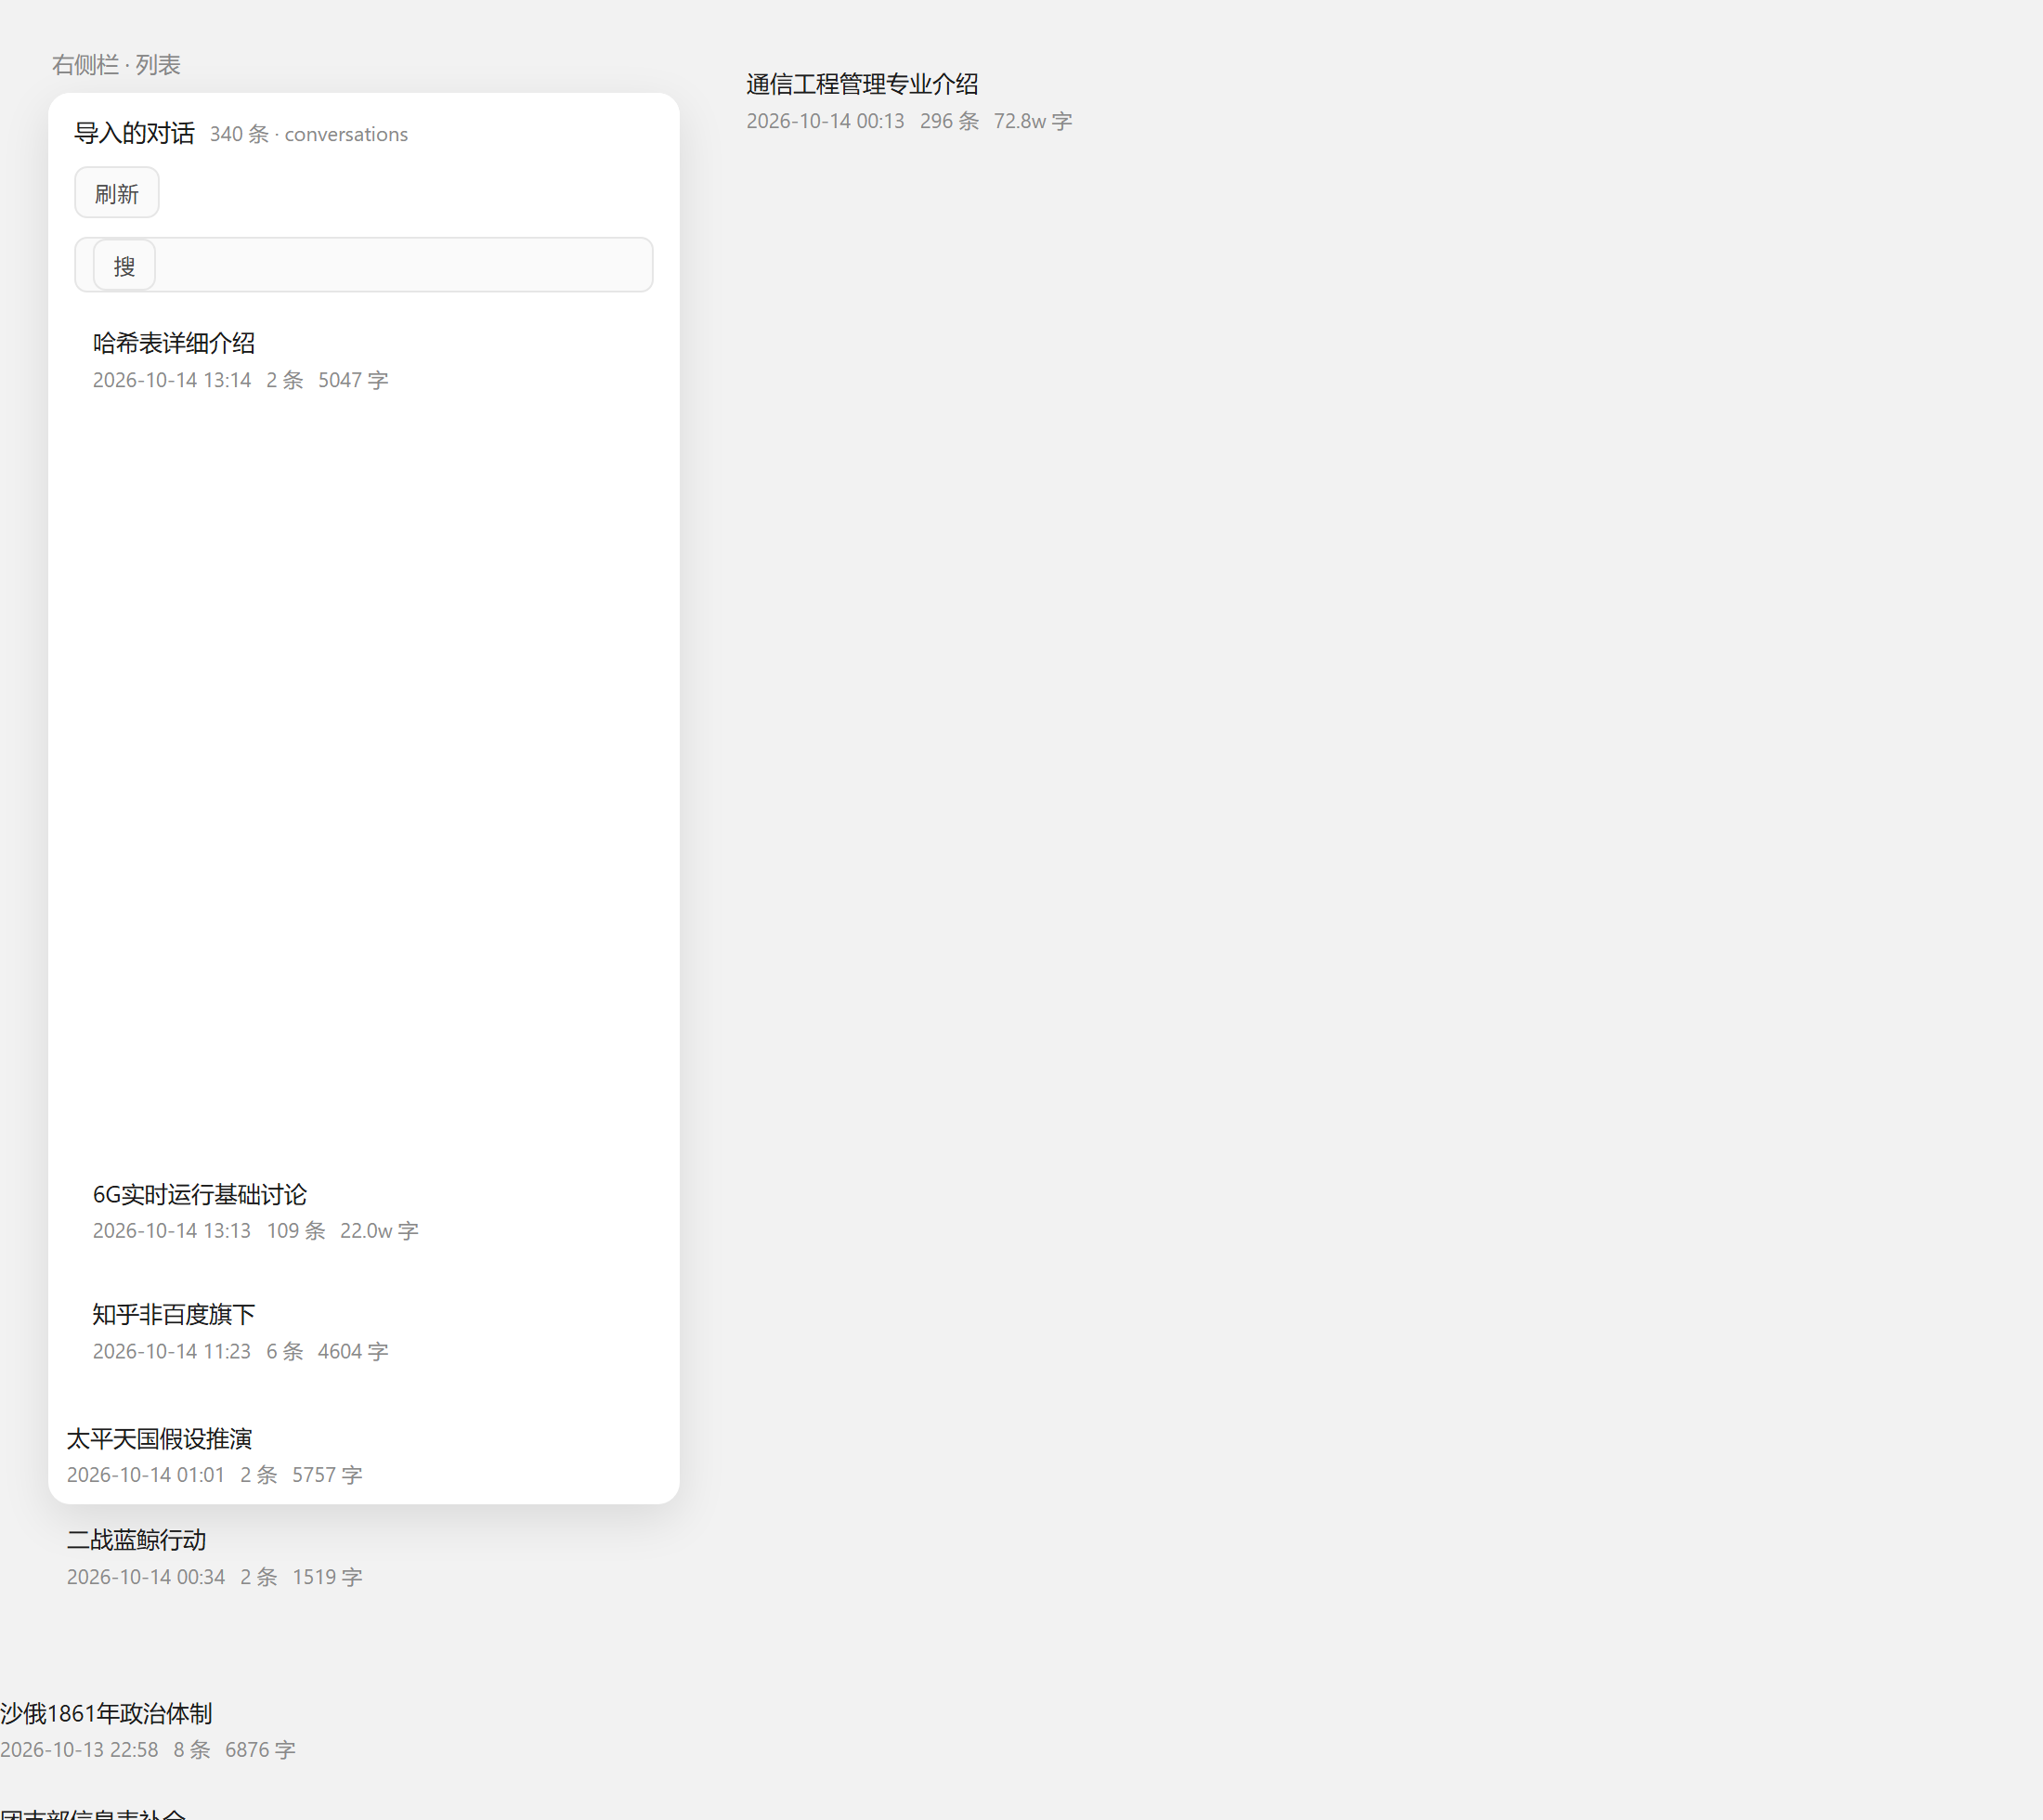 右侧栏 · 列表
导入的对话 340 条 · conversations
刷新
搜
哈希表详细介绍
2026-10-14 13:14 2 条 5047 字
6G实时运行基础讨论
2026-10-14 13:13 109 条 22.0w 字
知乎非百度旗下
2026-10-14 11:23 6 条 4604 字
太平天国假设推演
2026-10-14 01:01 2 条 5757 字
二战蓝鲸行动
2026-10-14 00:34 2 条 1519 字
通信工程管理专业介绍
2026-10-14 00:13 296 条 72.8w 字
沙俄1861年政治体制
2026-10-13 22:58 8 条 6876 字